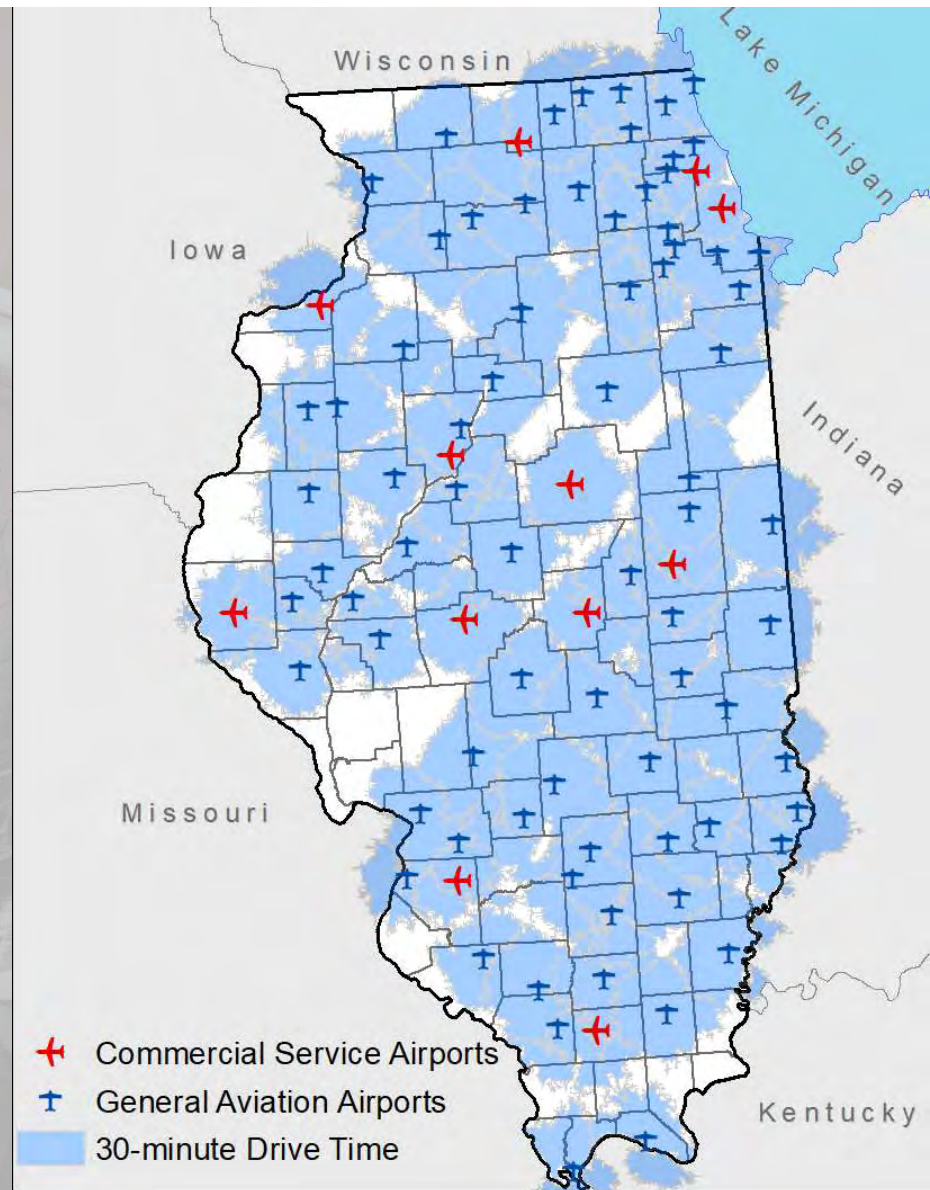 Wisconsin
Lake Michigan
Iowa
Indiana
Missouri
Kentucky
Commercial Service Airports
General Aviation Airports
30-minute Drive Time